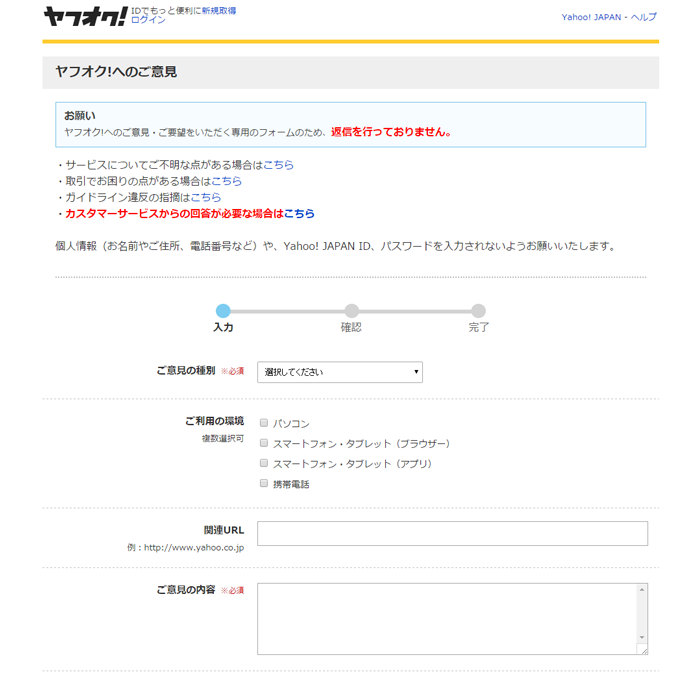 ヤフオク! IDでもっと便利に新規取得
ログイン
Yahoo! JAPAN - ヘルプ
ヤフオク!へのご意見
お願い
ヤフオク!へのご意見・ご要望をいただく専用のフォームのため、返信を行っておりません。
・サービスについてご不明な点がある場合はこちら
・取引でお困りの点がある場合はこちら
・ガイドライン違反の指摘はこちら
・カスタマーサービスからの回答が必要な場合はこちら
個人情報（お名前やご住所、電話番号など）や、Yahoo! JAPAN ID、パスワードを入力されないようお願いいたします。
入力 確認 完了
ご意見の種別 ※必須 選択してください
ご利用の環境
複数選択可
パソコン
スマートフォン・タブレット（ブラウザー）
スマートフォン・タブレット（アプリ）
携帯電話
関連URL
例：http://www.yahoo.co.jp
ご意見の内容 ※必須